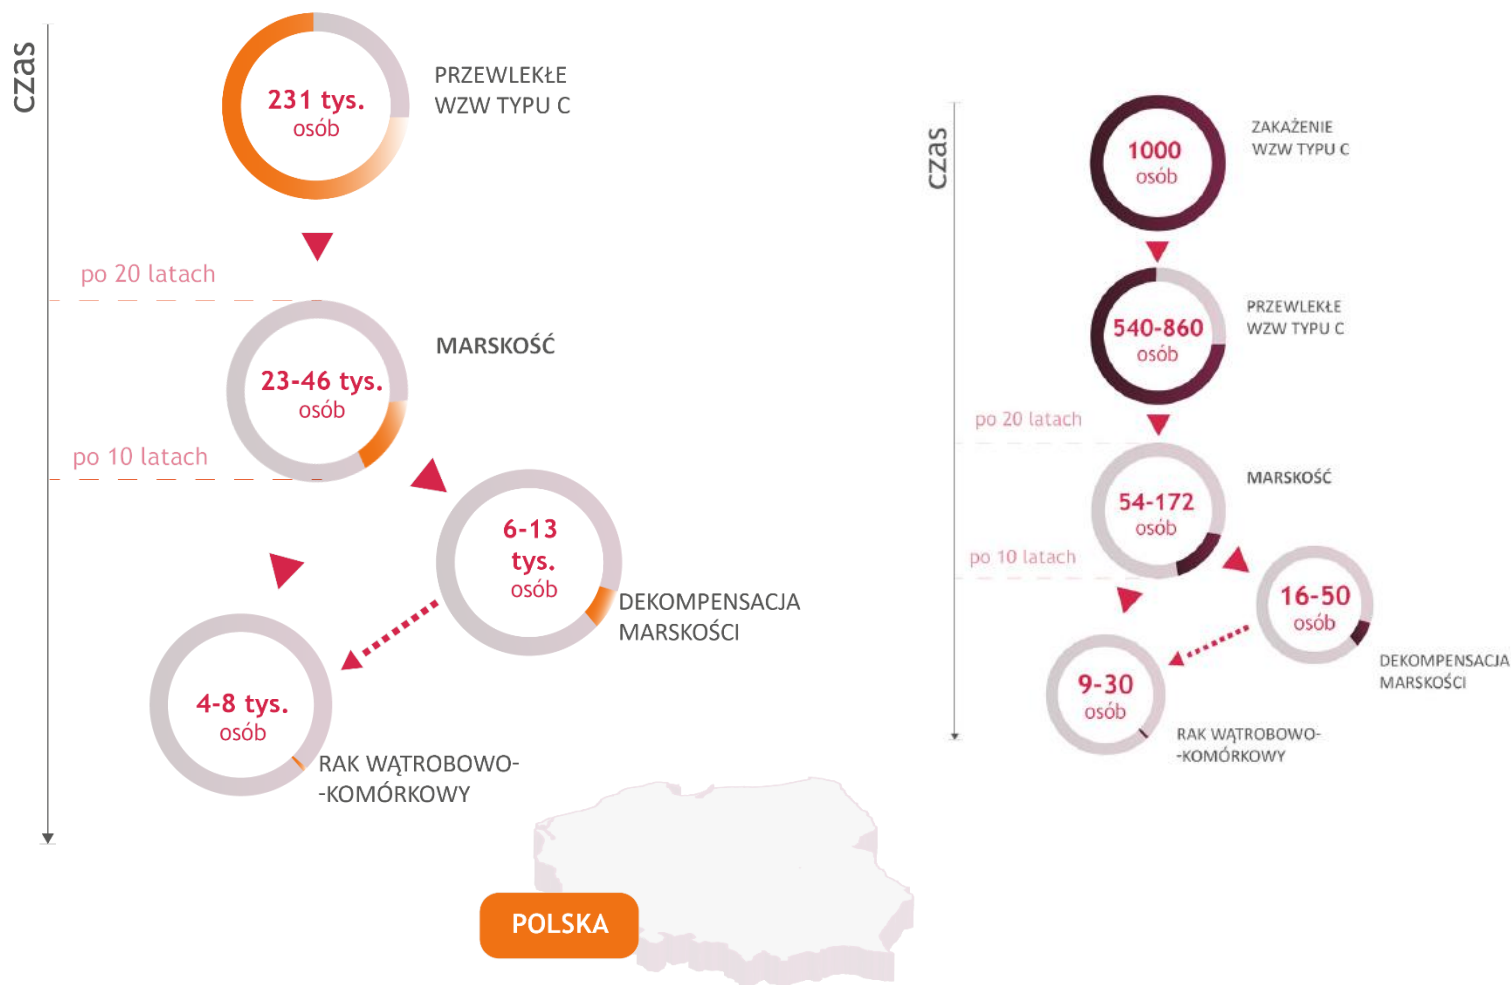 czas
231 tys.
osób
PRZEWLEKŁE
WZW TYPU C
po 20 latach
23-46 tys.
osób
MARSKOŚĆ
po 10 latach
6-13
tys.
osób
DEKOMPENSACJA
MARSKOŚCI
4-8 tys.
osób
RAK WĄTROBOWO-
-KOMÓRKOWY
POLSKA
czas
1000
osób
ZAKAŻENIE
WZW TYPU C
540-860
osób
PRZEWLEKŁE
WZW TYPU C
po 20 latach
54-172
osób
MARSKOŚĆ
po 10 latach
16-50
osób
DEKOMPENSACJA
MARSKOŚCI
9-30
osób
RAK WĄTROBOWO-
-KOMÓRKOWY